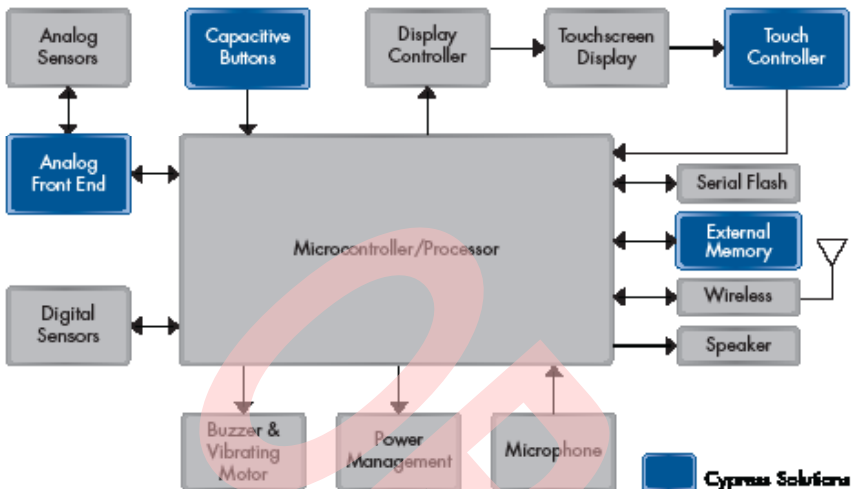 Analog
Sensors
Capacitive
Buttons
Display
Controller
Touchscreen
Display
Touch
Controller
Analog
Front End
Serial Flash
External
Memory
Microcontroller/Processor
Wireless
Digital
Sensors
Speaker
Buzzer &
Vibrating
Motor
Power
Management
Microphone
Cypress Solutions